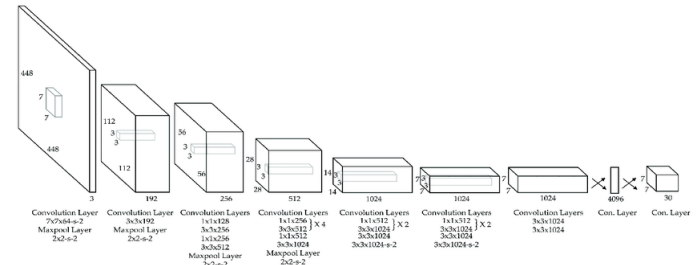 448
7
7
448
3
112
3
3
112
192
56
3
3
56
256
28
3
3
28
512
14
3
3
14
1024
7
3
3
7
1024
7
7
1024
4096
7
7
30
Convolution Layer
7x7x64-s-2
Maxpool Layer
2x2-s-2
Convolution Layer
3x3x192
Maxpool Layer
2x2-s-2
Convolution Layers
1x1x128
3x3x256
1x1x256
3x3x512
Maxpool Layer
2x2-s-2
Convolution Layers
1x1x256
3x3x512
} X 4
1x1x512
3x3x1024
Maxpool Layer
2x2-s-2
Convolution Layers
1x1x512
3x3x1024
} X 2
3x3x1024
3x3x1024-s-2
Convolution Layers
1x1x512
3x3x1024
} X 2
3x3x1024
3x3x1024-s-2
Convolution Layers
3x3x1024
3x3x1024
Con. Layer
Con. Layer